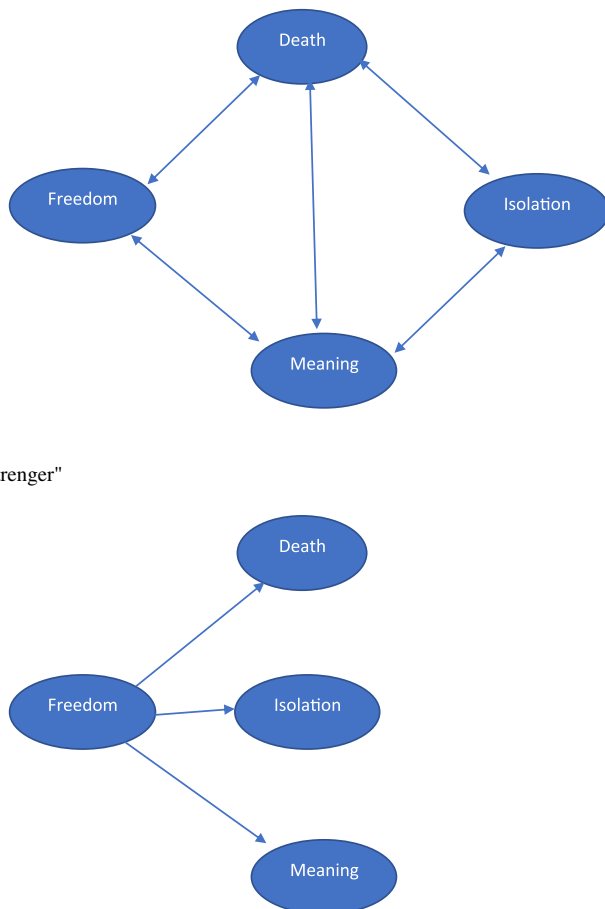 Death
Freedom
Isolation
Meaning
renger"
Death
Freedom
Isolation
Meaning